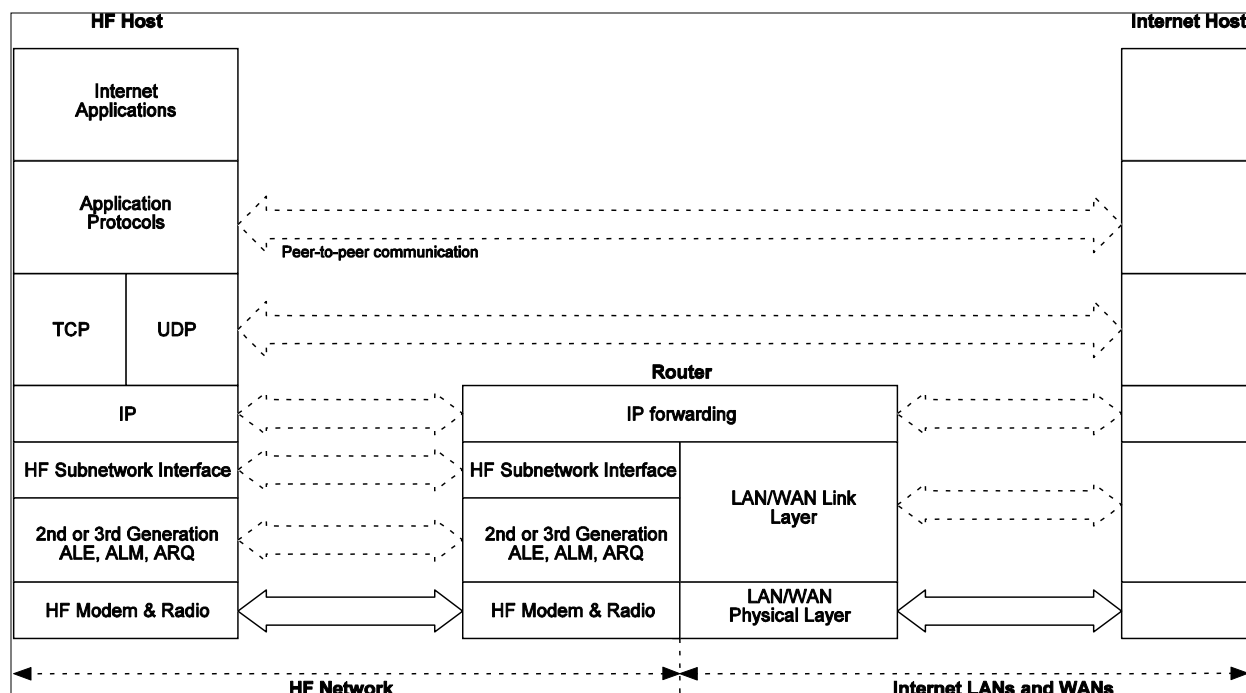 HF Host
Internet Host
Internet
Applications
Application
Protocols
Peer-to-peer communication
TCP
UDP
Router
IP
IP forwarding
HF Subnetwork Interface
HF Subnetwork Interface
LAN/WAN Link
Layer
2nd or 3rd Generation
ALE, ALM, ARQ
2nd or 3rd Generation
ALE, ALM, ARQ
HF Modem & Radio
HF Modem & Radio
LAN/WAN
Physical Layer
HF Network
Internet LANs and WANs